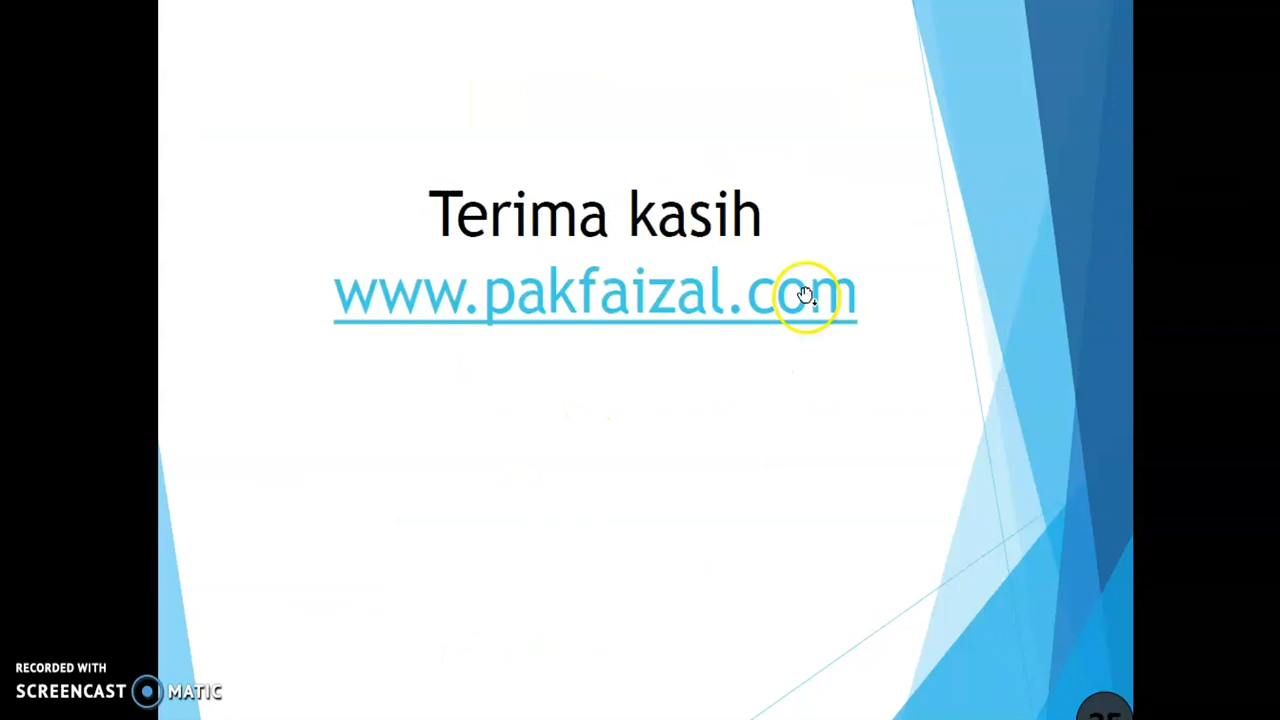 Terima kasih
www.pakfaizal.com
RECORDED WITH
SCREENCAST MATIC